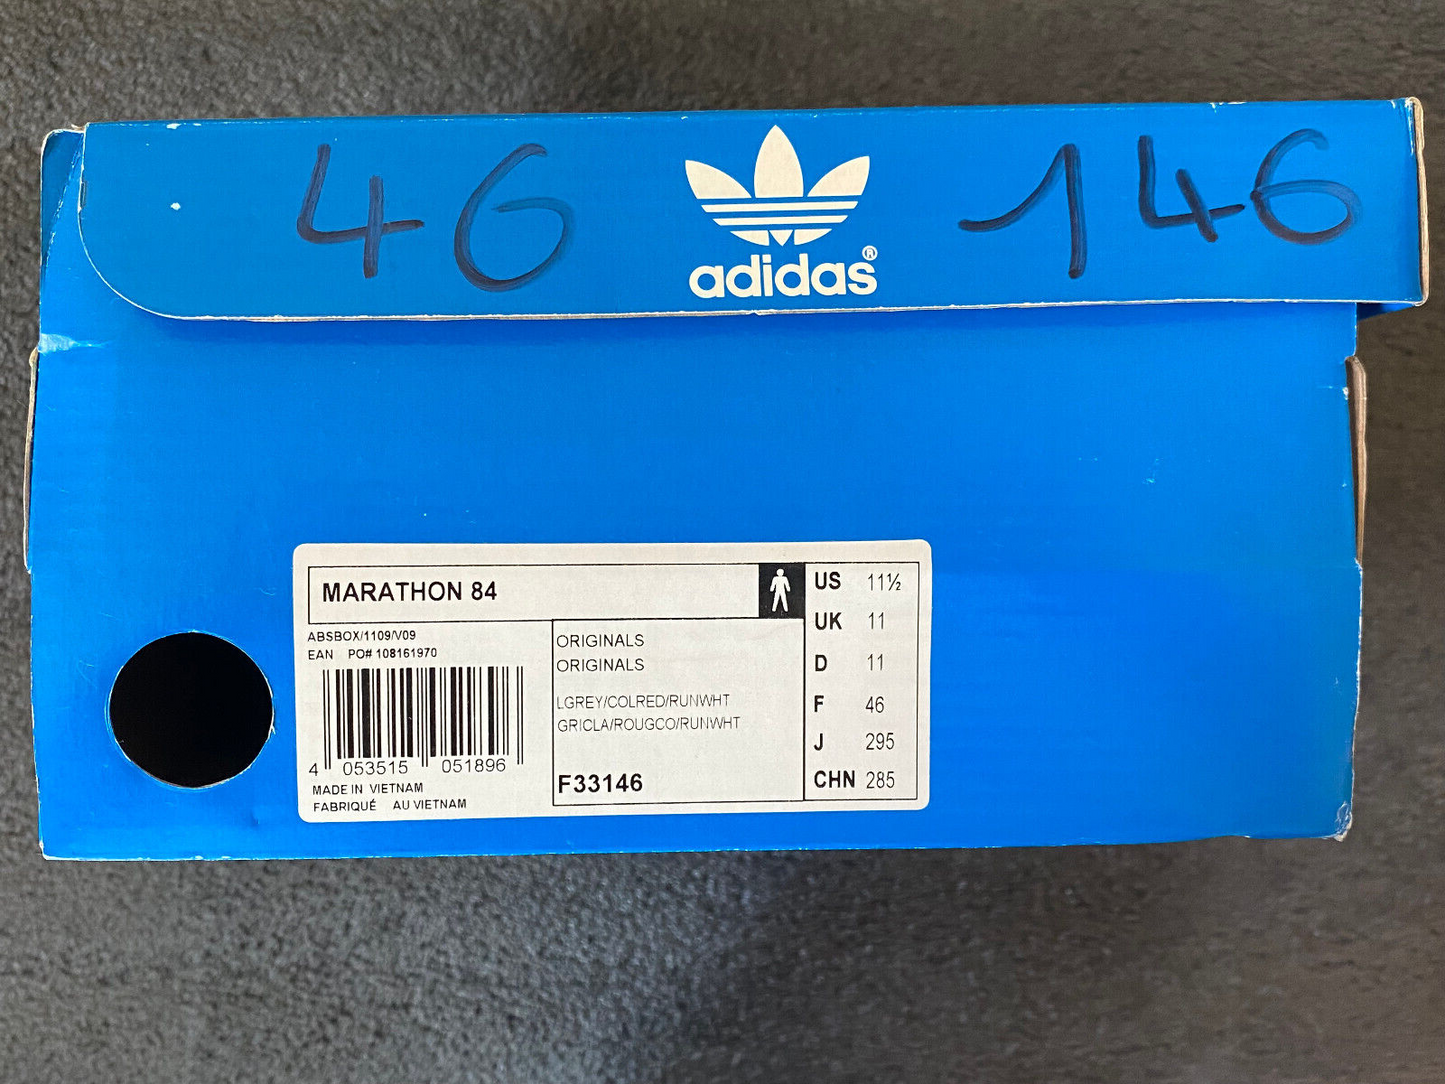 46 adidas® 146
MARATHON 84
ABSBOX/1109/V09
EAN PO# 108161970
4 053515 051896
MADE IN VIETNAM
FABRIQUÉ AU VIETNAM
ORIGINALS
ORIGINALS
LGREY/COLRED/RUNWHT
GRICLA/ROUGCO/RUNWHT
F33146
US 11½
UK 11
D 11
F 46
J 295
CHN 285